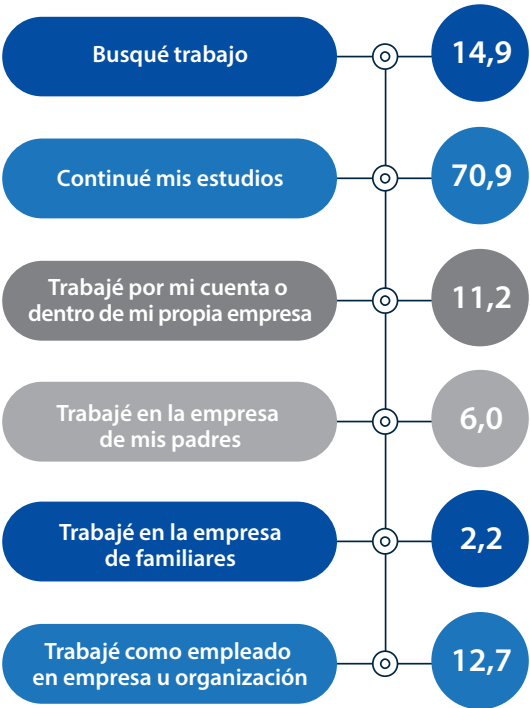 Busqué trabajo
14,9
Continué mis estudios
70,9
Trabajé por mi cuenta o
dentro de mi propia empresa
11,2
Trabajé en la empresa
de mis padres
6,0
Trabajé en la empresa
de familiares
2,2
Trabajé como empleado
en empresa u organización
12,7